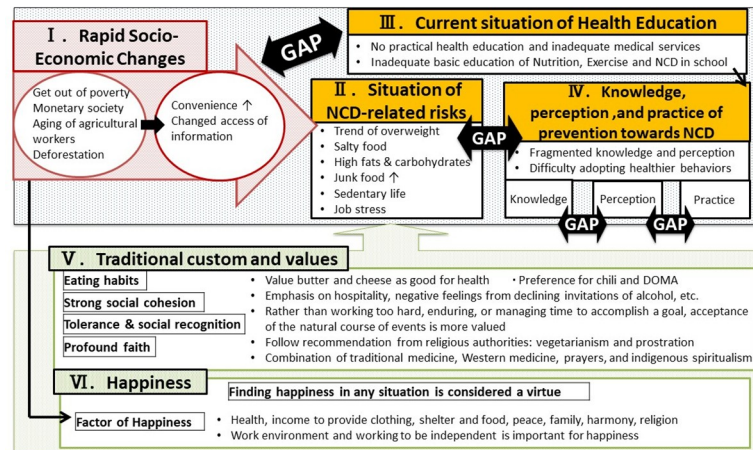 Ⅰ．Rapid Socio-
Economic Changes
Get out of poverty
Monetary society
Aging of agricultural
workers
Deforestation
Convenience ↑
Changed access of
information
GAP
Ⅲ．Current situation of Health Education
• No practical health education and inadequate medical services
• Inadequate basic education of Nutrition, Exercise and NCD in school
Ⅱ．Situation of
NCD-related risks
• Trend of overweight
• Salty food
• High fats & carbohydrates
• Junk food ↑
• Sedentary life
• Job stress
GAP
Ⅳ．Knowledge,
perception ,and practice of
prevention towards NCD
• Fragmented knowledge and perception
• Difficulty adopting healthier behaviors
Knowledge
Perception
Practice
GAP
GAP
Ⅴ．Traditional custom and values
Eating habits
Strong social cohesion
Tolerance & social recognition
Profound faith
• Value butter and cheese as good for health ・Preference for chili and DOMA
• Emphasis on hospitality, negative feelings from declining invitations of alcohol, etc.
• Rather than working too hard, enduring, or managing time to accomplish a goal, acceptance
of the natural course of events is more valued
• Follow recommendation from religious authorities: vegetarianism and prostration
• Combination of traditional medicine, Western medicine, prayers, and indigenous spiritualism
Ⅵ．Happiness
Finding happiness in any situation is considered a virtue
Factor of Happiness
• Health, income to provide clothing, shelter and food, peace, family, harmony, religion
• Work environment and working to be independent is important for happiness